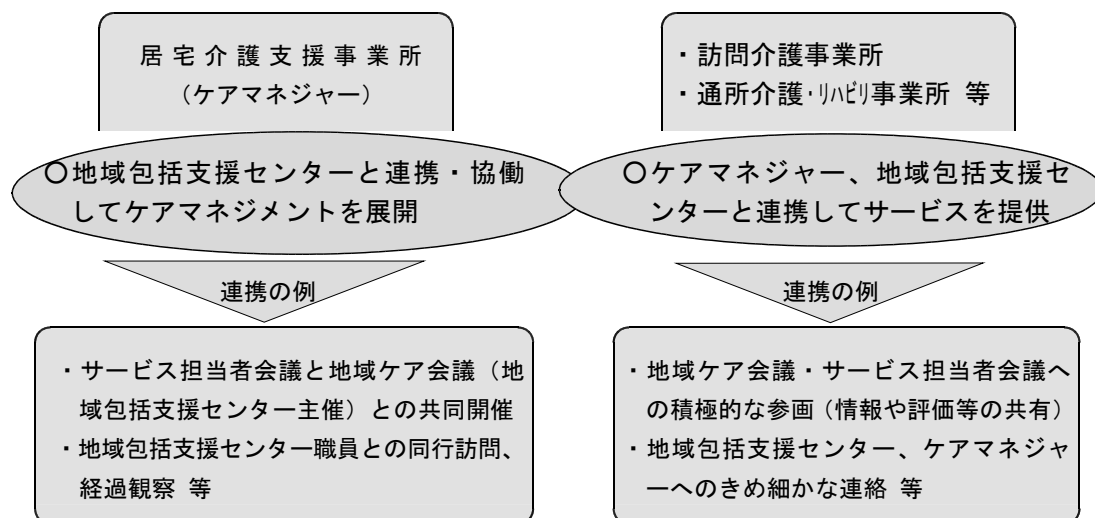 居宅介護支援事業所
（ケアマネジャー）
〇地域包括支援センターと連携・協働
してケアマネジメントを展開
連携の例
・サービス担当者会議と地域ケア会議（地
域包括支援センター主催）との共同開催
・地域包括支援センター職員との同行訪問、
経過観察 等
・訪問介護事業所
・通所介護・ﾘﾊﾋﾞﾘ事業所 等
〇ケアマネジャー、地域包括支援セ
ンターと連携してサービスを提供
連携の例
・地域ケア会議・サービス担当者会議へ
の積極的な参画（情報や評価等の共有）
・地域包括支援センター、ケアマネジャ
ーへのきめ細かな連絡 等